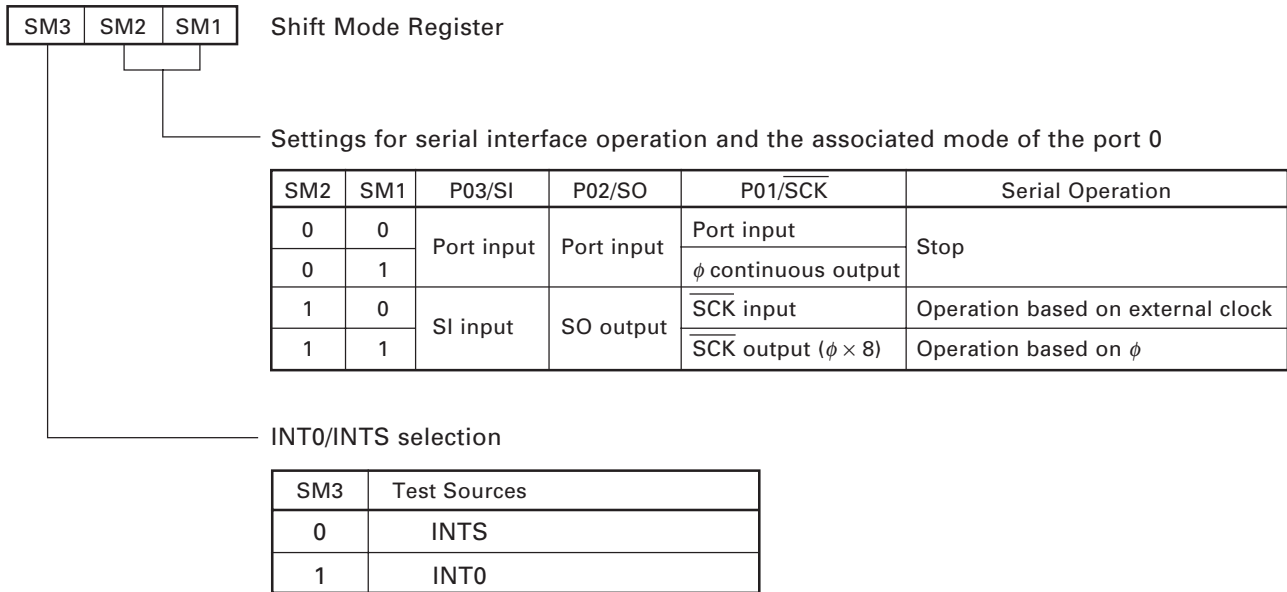 SM3 SM2 SM1 Shift Mode Register
Settings for serial interface operation and the associated mode of the port 0
SM2 SM1 P03/SI P02/SO P01/S̅C̅K̅ Serial Operation
0 0 Port input Port input Port input Stop
0 1 ϕ continuous output
1 0 SI input SO output S̅C̅K̅ input Operation based on external clock
1 1 S̅C̅K̅ output (ϕ × 8) Operation based on ϕ
INT0/INTS selection
SM3 Test Sources
0 INTS
1 INT0